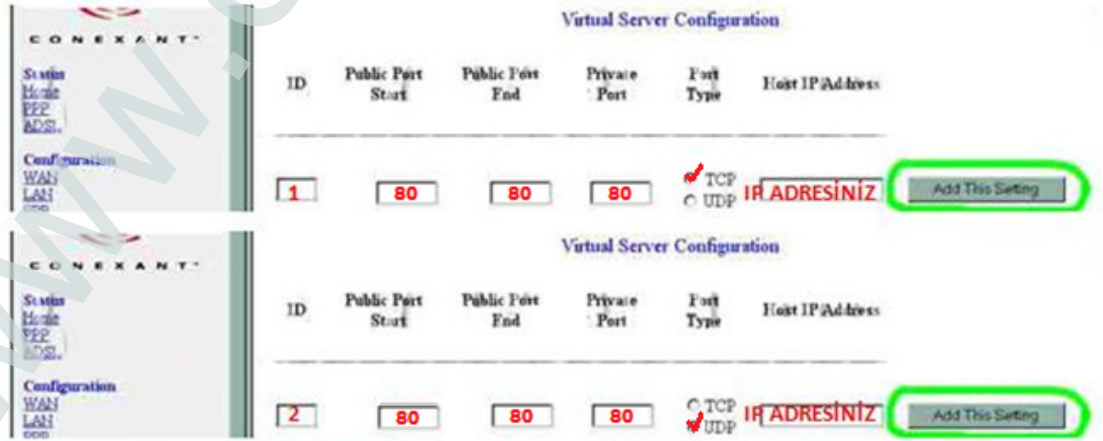 CONEXANT
Virtual Server Configuration
ID Public Port Start Public Port End Private Port Port Type Host IP Address
Status
Home
PPP
ADSL
Configuration
WAN
LAN
1 80 80 80 TCP UDP IP ADRESİNİZ Add This Setting
CONEXANT
Virtual Server Configuration
ID Public Port Start Public Port End Private Port Port Type Host IP Address
Status
Home
PPP
ADSL
Configuration
WAN
LAN
2 80 80 80 TCP UDP IP ADRESİNİZ Add This Setting